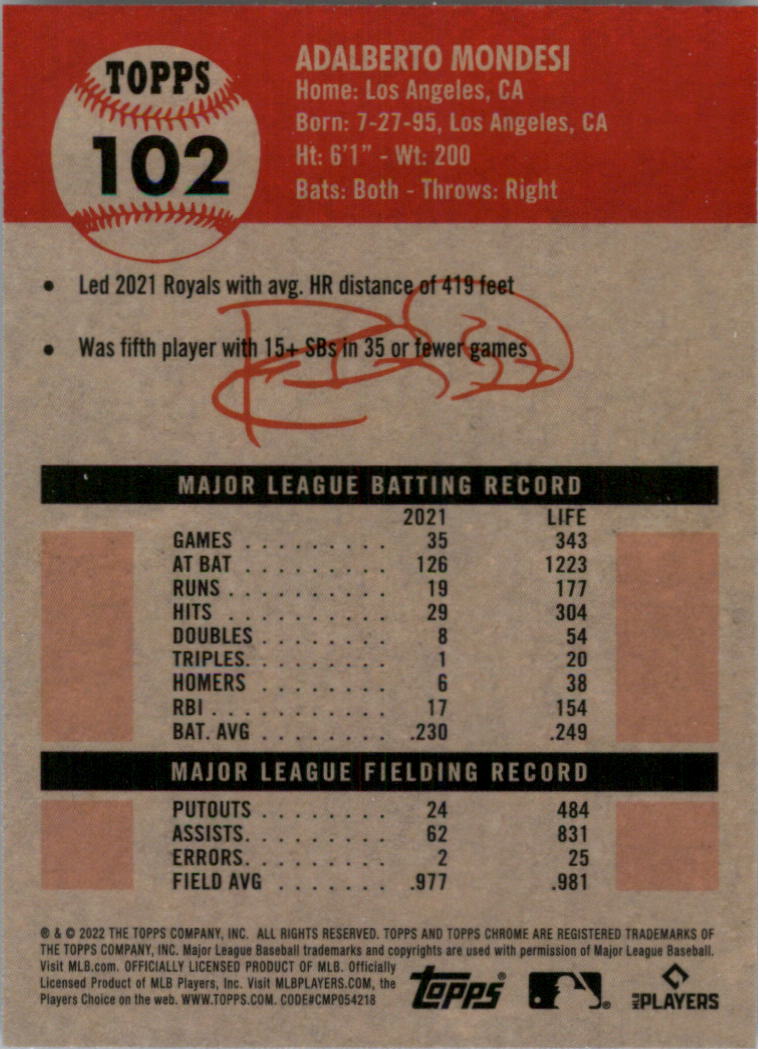 TOPPS
102
ADALBERTO MONDESI
Home: Los Angeles, CA
Born: 7-27-95, Los Angeles, CA
Ht: 6'1" - Wt: 200
Bats: Both - Throws: Right
• Led 2021 Royals with avg. HR distance of 419 feet
• Was fifth player with 15+ SBs in 35 or fewer games
MAJOR LEAGUE BATTING RECORD
2021 LIFE
GAMES . . . . . . . . . 35 343
AT BAT . . . . . . . . . 126 1223
RUNS . . . . . . . . . . 19 177
HITS . . . . . . . . . . 29 304
DOUBLES . . . . . . . . 8 54
TRIPLES. . . . . . . . . 1 20
HOMERS . . . . . . . . 6 38
RBI . . . . . . . . . . . 17 154
BAT. AVG . . . . . . . . .230 .249
MAJOR LEAGUE FIELDING RECORD
PUTOUTS . . . . . . . . 24 484
ASSISTS. . . . . . . . . 62 831
ERRORS. . . . . . . . . 2 25
FIELD AVG . . . . . . . .977 .981
® & © 2022 THE TOPPS COMPANY, INC. ALL RIGHTS RESERVED. TOPPS AND TOPPS CHROME ARE REGISTERED TRADEMARKS OF
THE TOPPS COMPANY, INC. Major League Baseball trademarks and copyrights are used with permission of Major League Baseball.
Visit MLB.com. OFFICIALLY LICENSED PRODUCT OF MLB. Officially
Licensed Product of MLB Players, Inc. Visit MLBPLAYERS.COM, the
Players Choice on the web. WWW.TOPPS.COM. CODE#CMP054218
Topps®
MLB PLAYERS